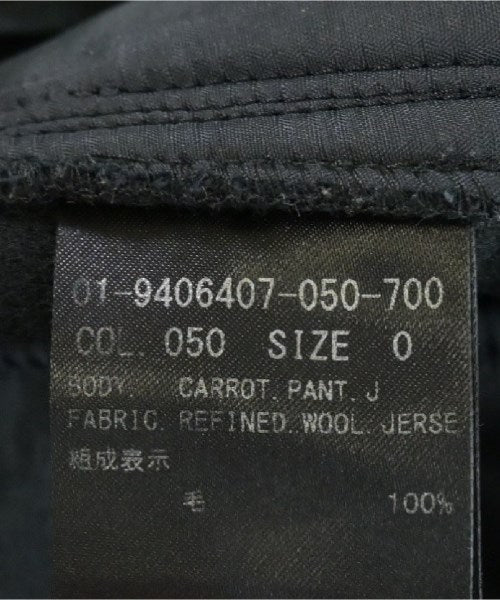 01-9406407-050-700
COL. 050 SIZE 0
BODY. CARROT.PANT.J
FABRIC.REFINED.WOOL.JERSE
組成表示
毛 100%